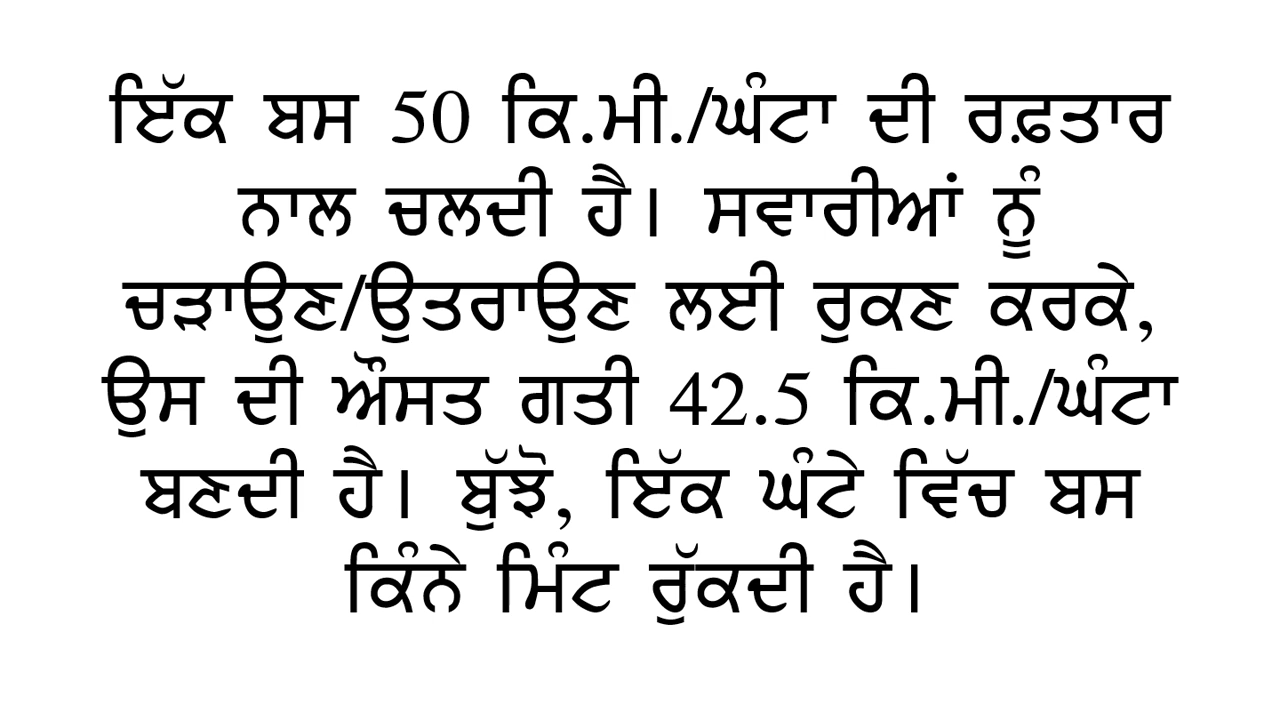 ਇੱਕ ਬਸ 50 ਕਿ.ਮੀ./ਘੰਟਾ ਦੀ ਰਫ਼ਤਾਰ
ਨਾਲ ਚਲਦੀ ਹੈ। ਸਵਾਰੀਆਂ ਨੂੰ
ਚੜਾਉਣ/ਉਤਰਾਉਣ ਲਈ ਰੁਕਣ ਕਰਕੇ,
ਉਸ ਦੀ ਔਂਸਤ ਗਤੀ 42.5 ਕਿ.ਮੀ./ਘੰਟਾ
ਬਣਦੀ ਹੈ। ਬੁੱਝੋ, ਇੱਕ ਘੰਟੇ ਵਿੱਚ ਬਸ
ਕਿੰਨੇ ਮਿੰਟ ਰੁੱਕਦੀ ਹੈ।